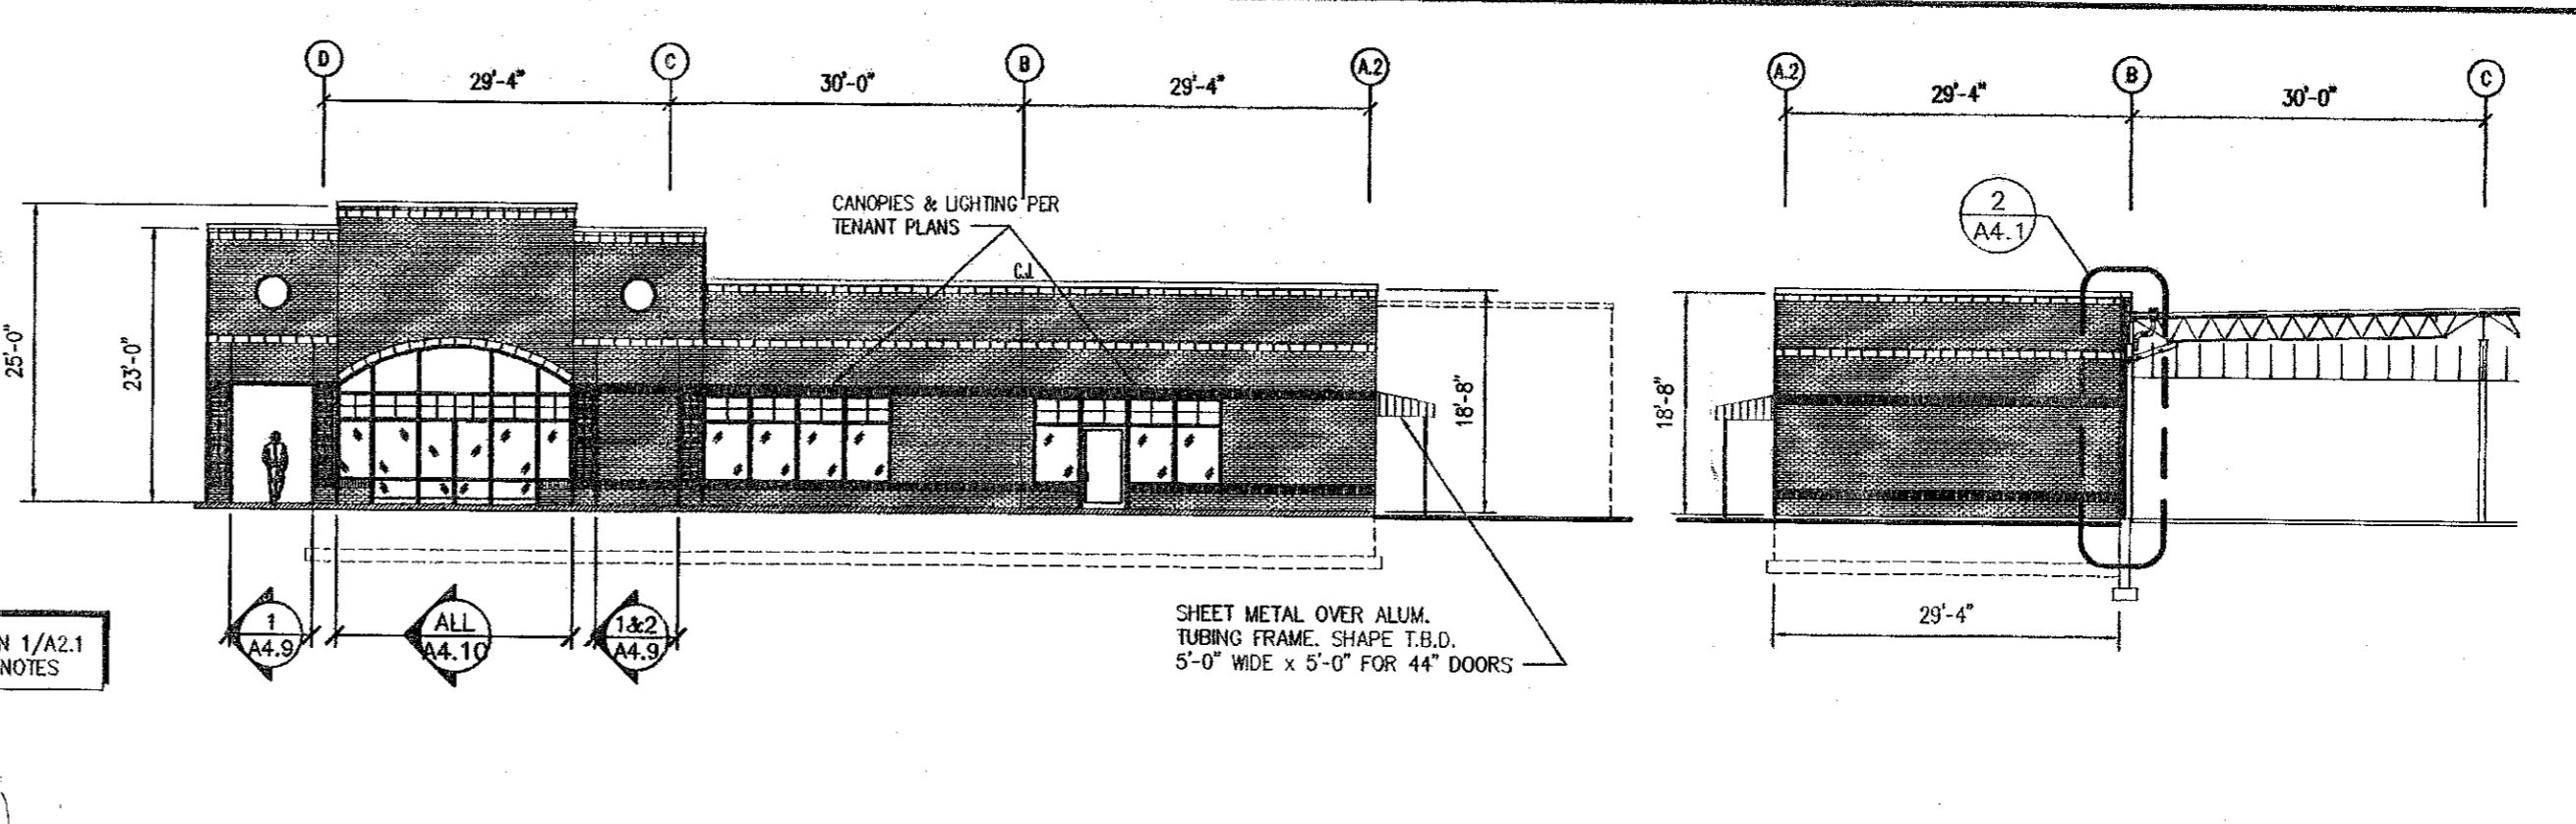 D
C
B
A.2
29'-4"
30'-0"
29'-4"
A.2
B
C
29'-4"
30'-0"
CANOPIES & LIGHTING PER
TENANT PLANS
C.J.
25'-0"
23'-0"
18'-8"
2
A4.1
18'-8"
1
A4.9
ALL
A4.10
1&2
A4.9
SHEET METAL OVER ALUM.
TUBING FRAME. SHAPE T.B.D.
5'-0" WIDE x 5'-0" FOR 44" DOORS
29'-4"
N 1/A2.1
NOTES